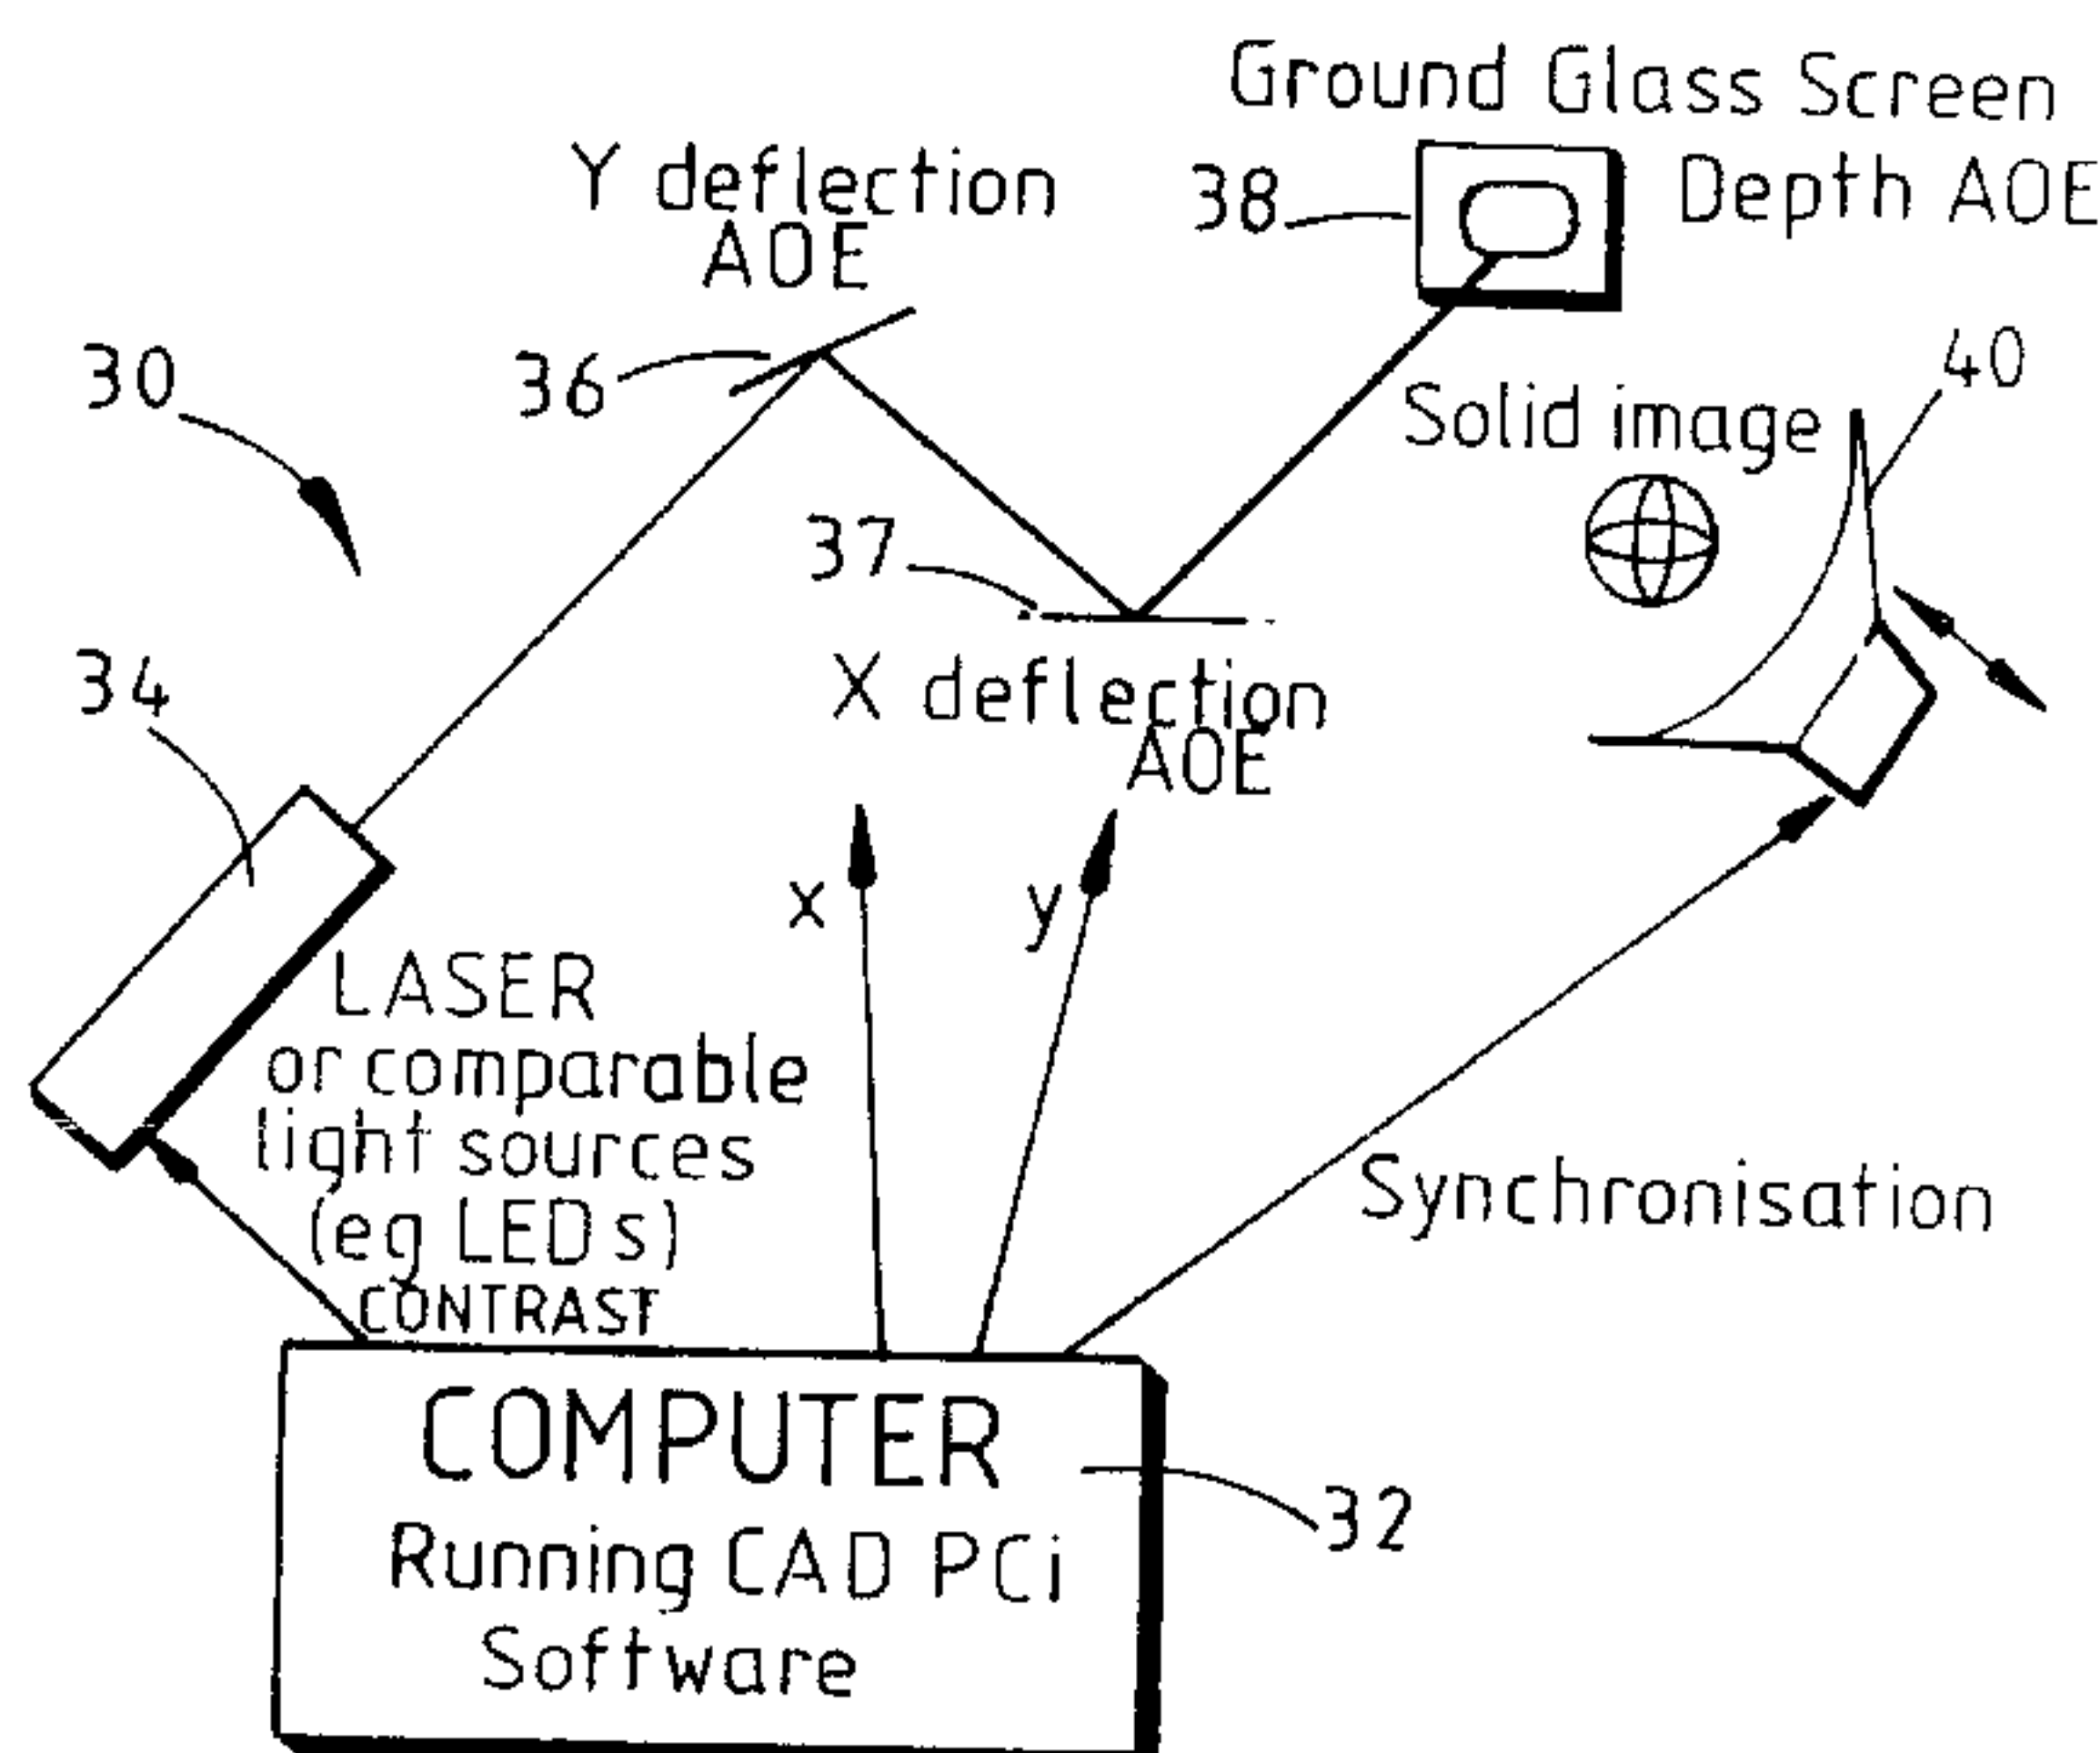 Ground Glass Screen
Y deflection
AOE
38
Depth AOE
30
36
40
Solid image
37
34
X deflection
AOE
x
y
LASER
or comparable
light sources
(eg LED s)
CONTRAST
Synchronisation
COMPUTER
Running CAD PCi
Software
32